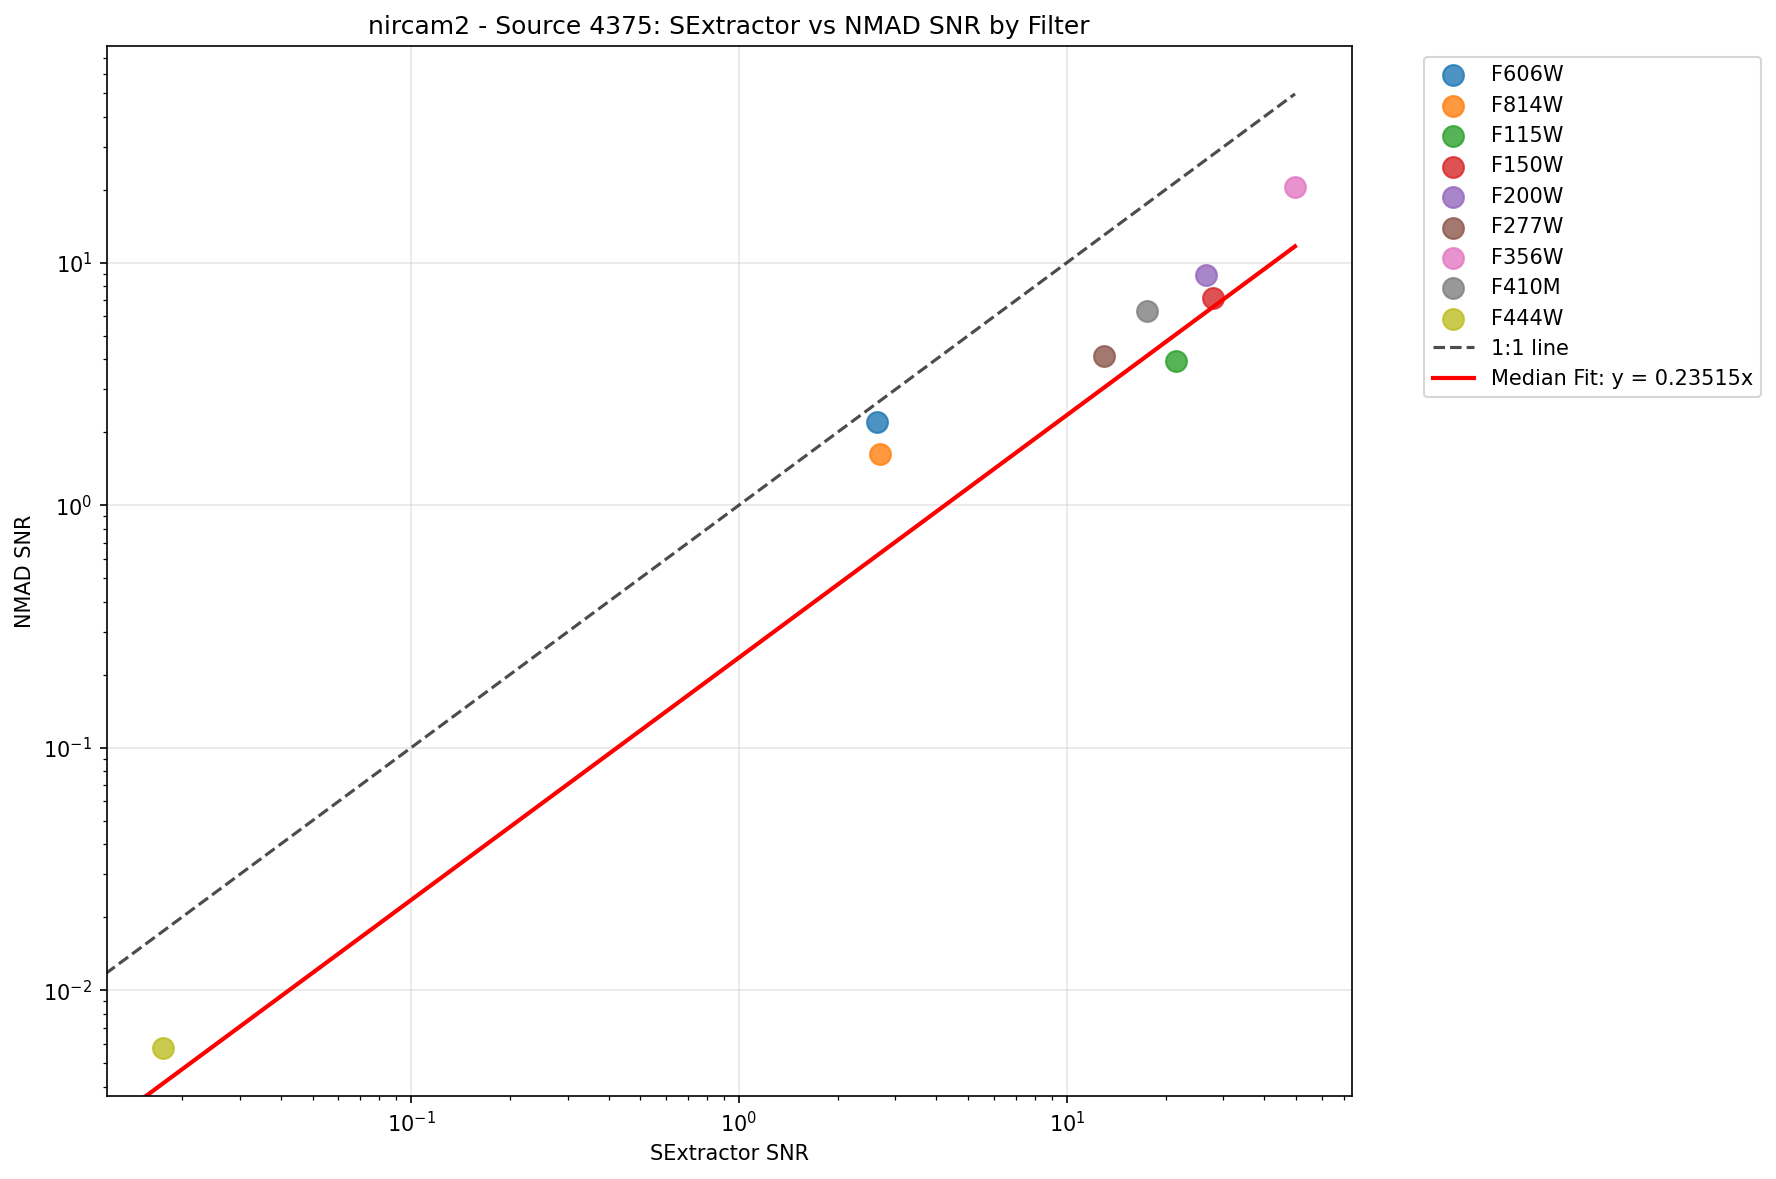 nircam2 - Source 4375: SExtractor vs NMAD SNR by Filter
F606W
F814W
F115W
F150W
F200W
F277W
F356W
F410M
F444W
1:1 line
Median Fit: y = 0.23515x
NMAD SNR
10¹
10⁰
10⁻¹
10⁻²
10⁻¹ 10⁰ 10¹
SExtractor SNR